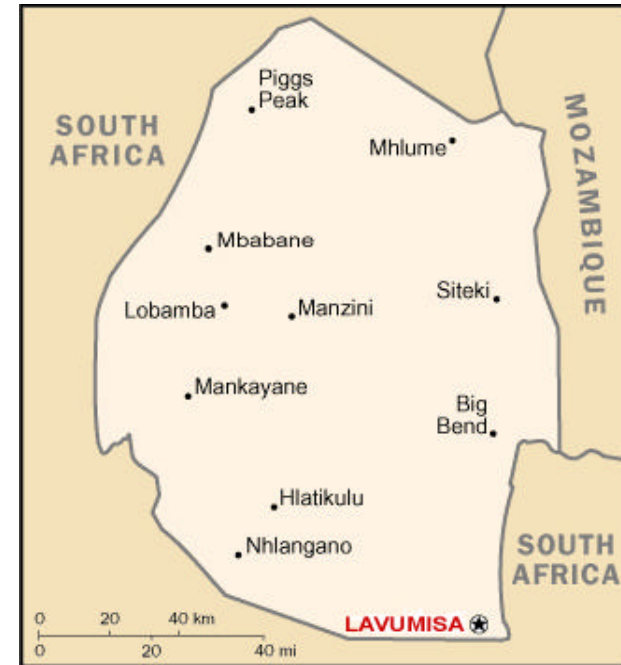 Piggs
Peak
SOUTH
AFRICA
MOZAMBIQUE
Mhlume
Mbabane
Siteki
Lobamba
Manzini
Mankayane
Big
Bend
Hlatikulu
Nhlangano
SOUTH
AFRICA
LAVUMISA
0 20 40 km
0 20 40 mi